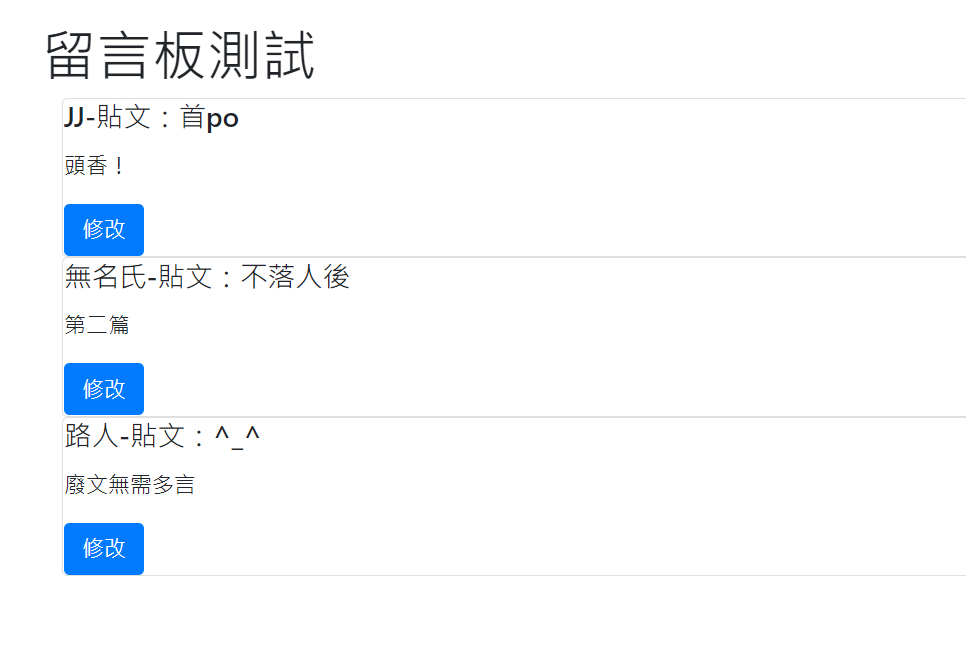 留言板測試
JJ-貼文：首po
頭香！
修改
無名氏-貼文：不落人後
第二篇
修改
路人-貼文：^_^
廢文無需多言
修改